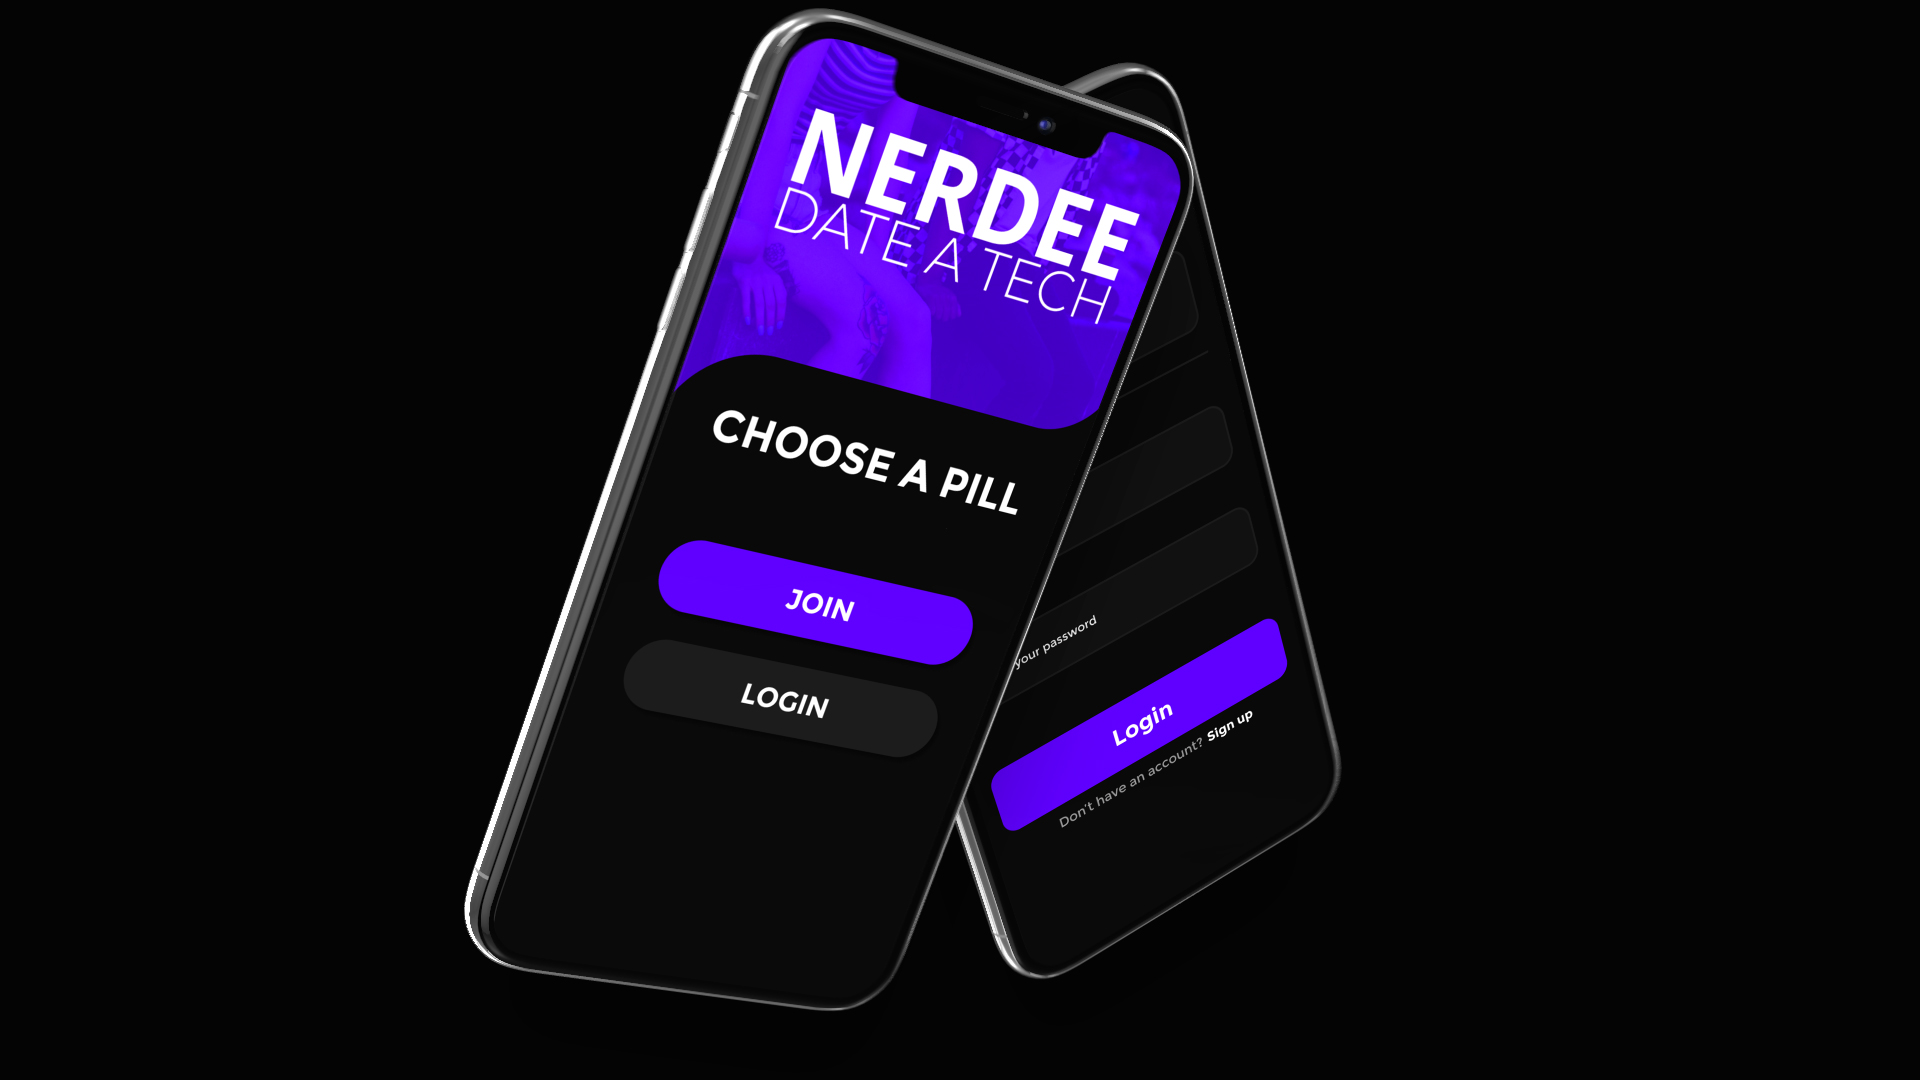 NERDEE
DATE A TECH
CHOOSE A PILL
JOIN
LOGIN
your password
Login
Don't have an account? Sign up